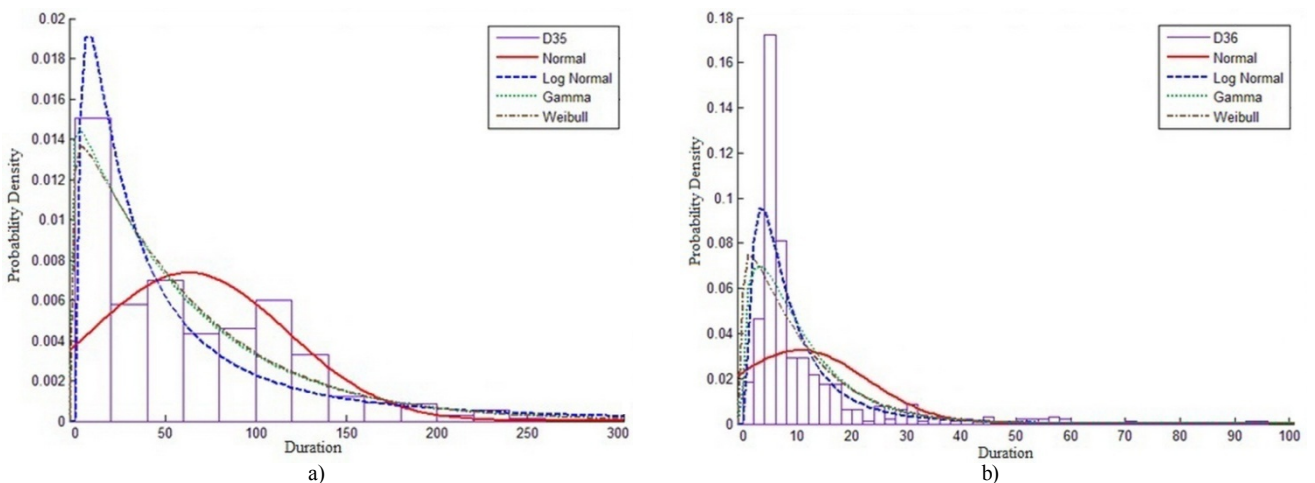 0.02
0.018
0.016
0.014
0.012
0.01
0.008
0.006
0.004
0.002
0
Probability Density
0 50 100 150 200 250 300
Duration
D35
Normal
Log Normal
Gamma
Weibull
a)
0.18
0.16
0.14
0.12
0.1
0.08
0.06
0.04
0.02
0
Probability Density
0 10 20 30 40 50 60 70 80 90 100
Duration
D36
Normal
Log Normal
Gamma
Weibull
b)